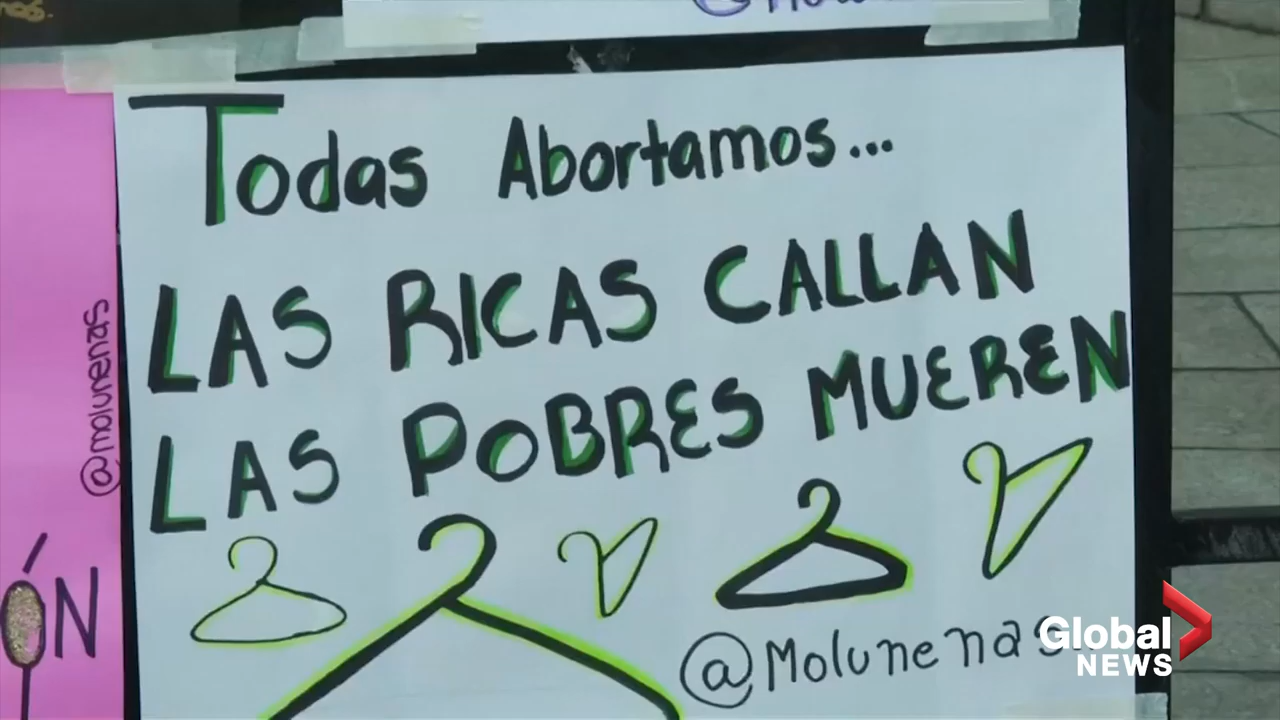 Todas Abortamos...
LAS RICAS CALLAN
LAS POBRES MUEREN
@molunenas
ÓN
@Molunenas
Global
NEWS